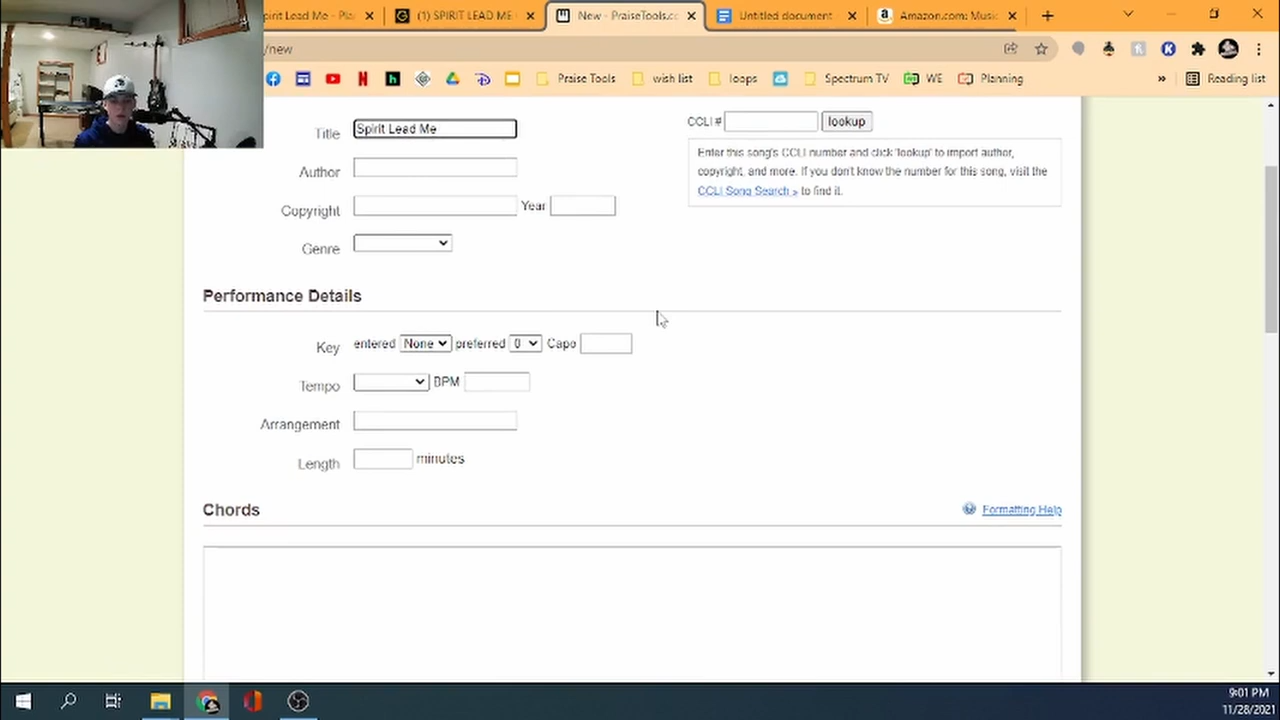 pirit Lead Me - Pla
(1) SPIRIT LEAD ME
New - PraiseTools.co
Untitled document
Amazon.com: Music
/new
Praise Tools
wish list
loops
Spectrum TV
WE
Planning
»
Reading list
Title Spirit Lead Me
CCLI # lookup
Author
Enter this song's CCLI number and click 'lookup' to import author,
copyright, and more. If you don't know the number for this song, visit the
CCLI Song Search > to find it.
Copyright Year
Genre
Performance Details
Key entered None preferred 0 Capo
Tempo BPM
Arrangement
Length minutes
Chords
Formatting Help
9:01 PM
11/28/2021